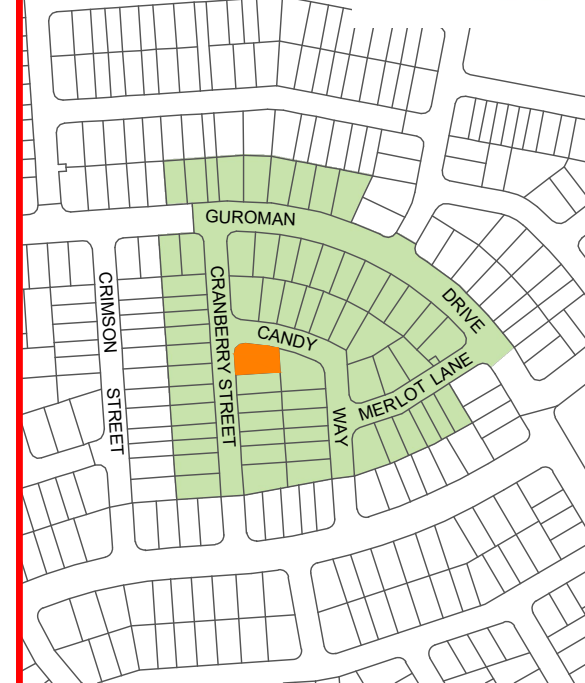 GUROMAN
DRIVE
CRIMSON
STREET
CRANBERRY STREET
CANDY
WAY
MERLOT LANE